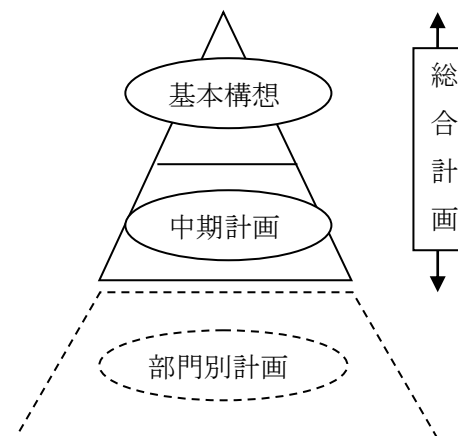 基本構想
中期計画
部門別計画
総合計画